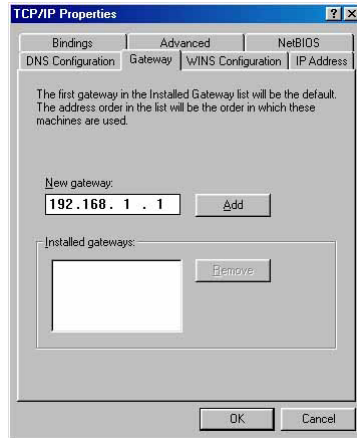 TCP/IP Properties
Bindings Advanced NetBIOS
DNS Configuration Gateway WINS Configuration IP Address
The first gateway in the Installed Gateway list will be the default.
The address order in the list will be the order in which these
machines are used.
New gateway:
192.168. 1 . 1 Add
Installed gateways:
Remove
OK Cancel